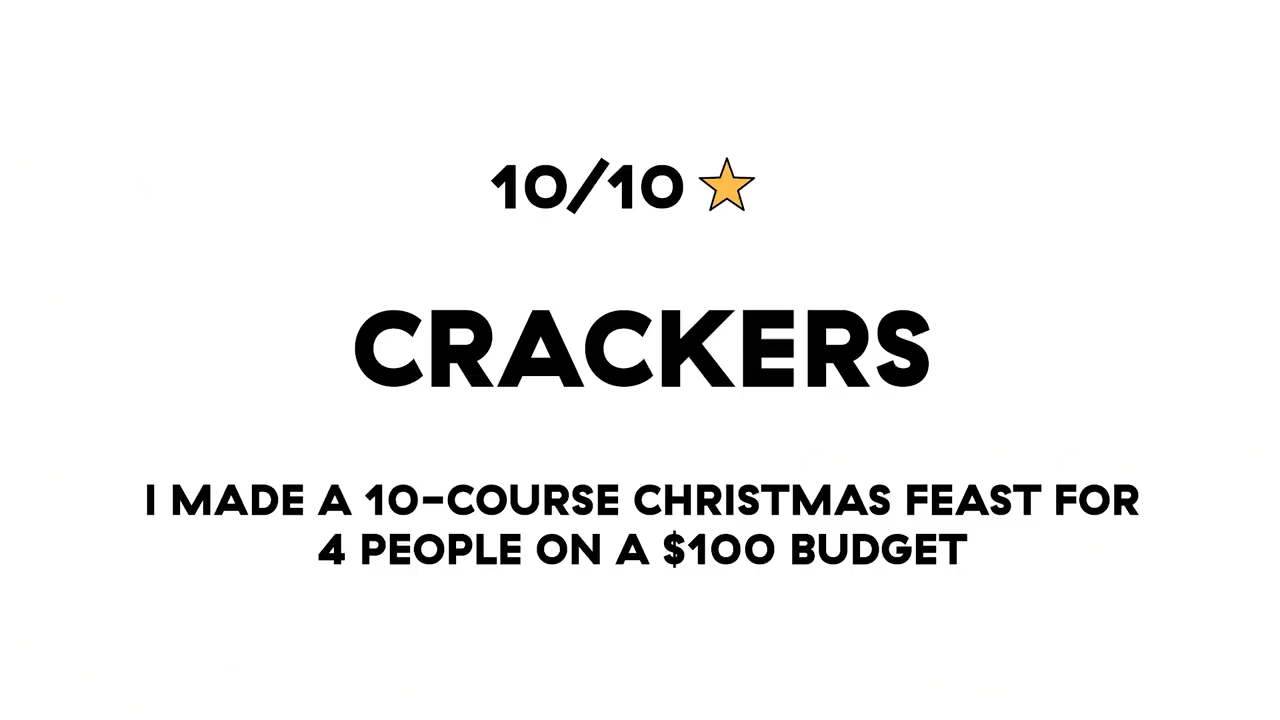 10/10
CRACKERS
I MADE A 10-COURSE CHRISTMAS FEAST FOR
4 PEOPLE ON A $100 BUDGET